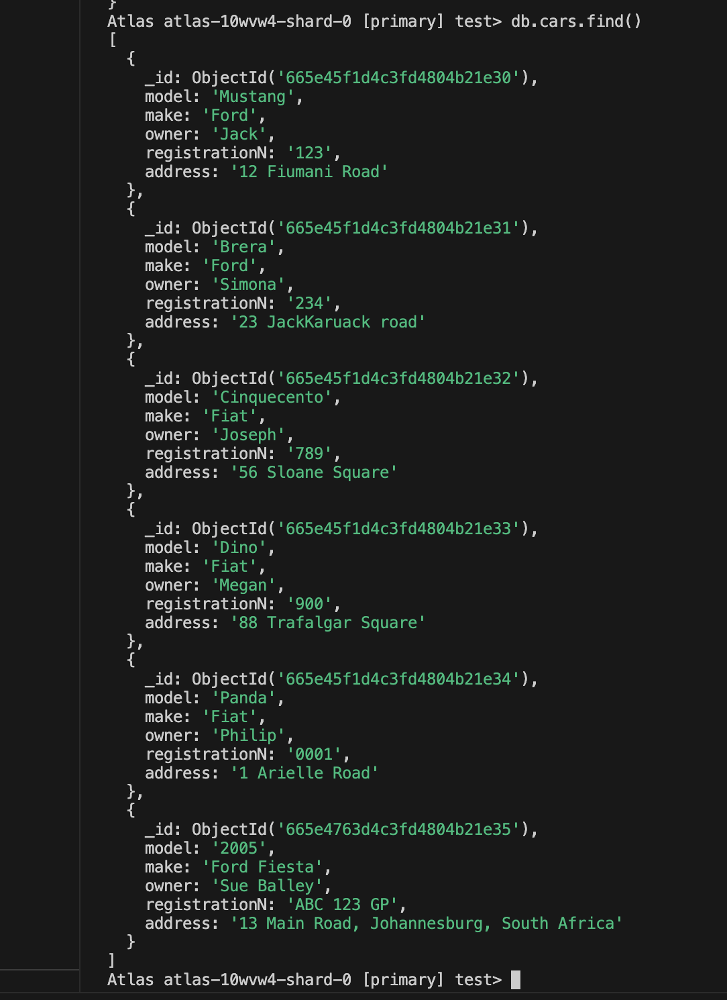 }
Atlas atlas-10wvw4-shard-0 [primary] test> db.cars.find()
[
  {
    _id: ObjectId('665e45f1d4c3fd4804b21e30'),
    model: 'Mustang',
    make: 'Ford',
    owner: 'Jack',
    registrationN: '123',
    address: '12 Fiumani Road'
  },
  {
    _id: ObjectId('665e45f1d4c3fd4804b21e31'),
    model: 'Brera',
    make: 'Ford',
    owner: 'Simona',
    registrationN: '234',
    address: '23 JackKaruack road'
  },
  {
    _id: ObjectId('665e45f1d4c3fd4804b21e32'),
    model: 'Cinquecento',
    make: 'Fiat',
    owner: 'Joseph',
    registrationN: '789',
    address: '56 Sloane Square'
  },
  {
    _id: ObjectId('665e45f1d4c3fd4804b21e33'),
    model: 'Dino',
    make: 'Fiat',
    owner: 'Megan',
    registrationN: '900',
    address: '88 Trafalgar Square'
  },
  {
    _id: ObjectId('665e45f1d4c3fd4804b21e34'),
    model: 'Panda',
    make: 'Fiat',
    owner: 'Philip',
    registrationN: '0001',
    address: '1 Arielle Road'
  },
  {
    _id: ObjectId('665e4763d4c3fd4804b21e35'),
    model: '2005',
    make: 'Ford Fiesta',
    owner: 'Sue Balley',
    registrationN: 'ABC 123 GP',
    address: '13 Main Road, Johannesburg, South Africa'
  }
]
Atlas atlas-10wvw4-shard-0 [primary] test>